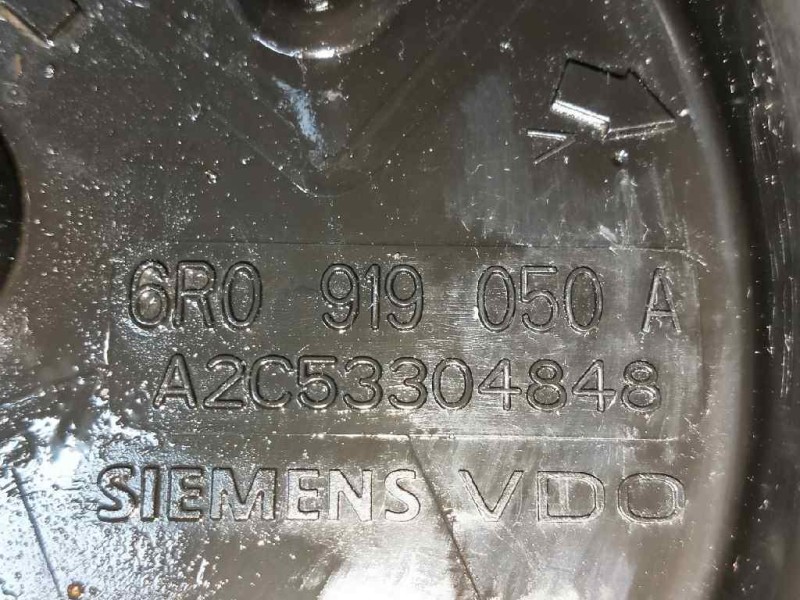 6R0 919 050 A
A2C53304848
SIEMENS VDO